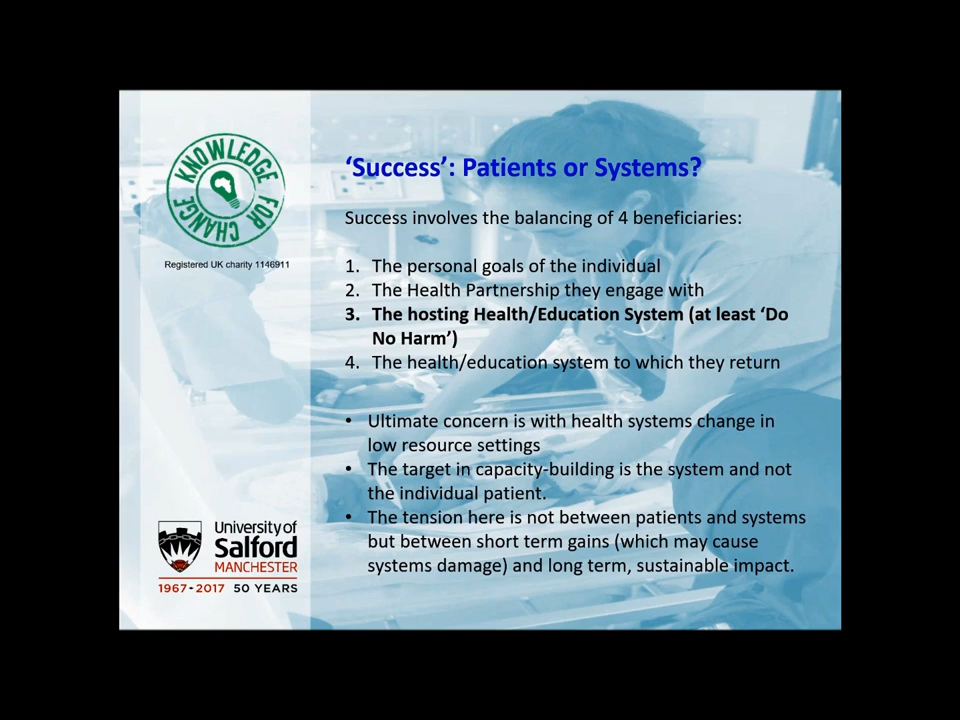 KNOWLEDGE FOR CHANGE
Registered UK charity 1146911
‘Success’: Patients or Systems?
Success involves the balancing of 4 beneficiaries:
1. The personal goals of the individual
2. The Health Partnership they engage with
3. The hosting Health/Education System (at least ‘Do
No Harm’)
4. The health/education system to which they return
• Ultimate concern is with health systems change in
low resource settings
• The target in capacity-building is the system and not
the individual patient.
• The tension here is not between patients and systems
but between short term gains (which may cause
systems damage) and long term, sustainable impact.
University of
Salford
MANCHESTER
1967-2017 50 YEARS